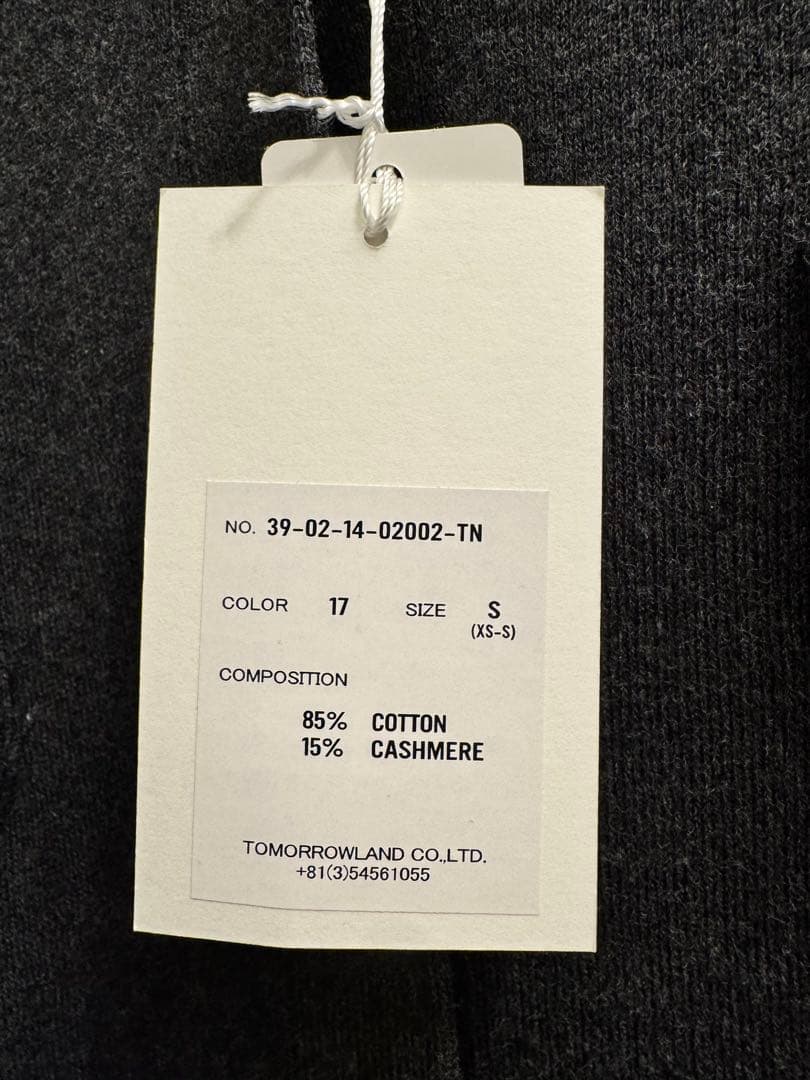 NO. 39-02-14-02002-TN
COLOR 17 SIZE S
(XS-S)
COMPOSITION
85% COTTON
15% CASHMERE
TOMORROWLAND CO.,LTD.
+81(3)54561055